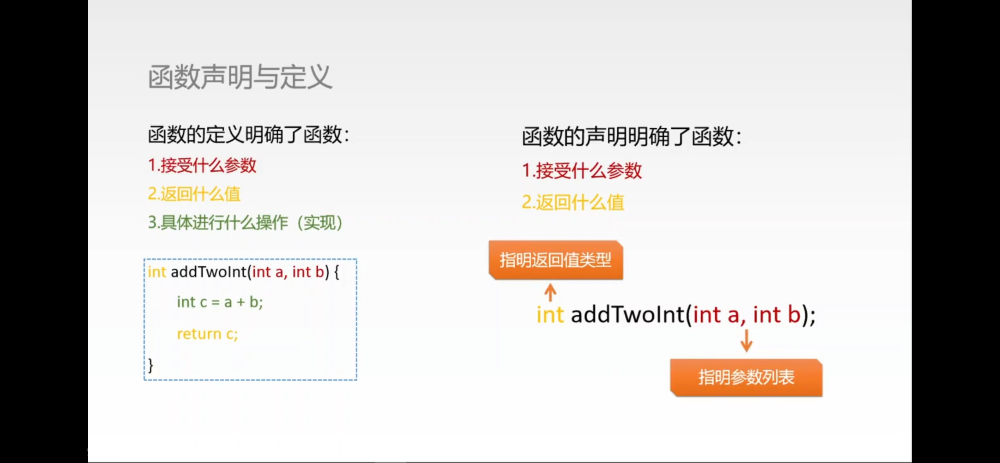 函数声明与定义
函数的定义明确了函数：
1.接受什么参数
2.返回什么值
3.具体进行什么操作（实现）
int addTwoInt(int a, int b) {
int c = a + b;
return c;
}
函数的声明明确了函数：
1.接受什么参数
2.返回什么值
指明返回值类型
int addTwoInt(int a, int b);
指明参数列表